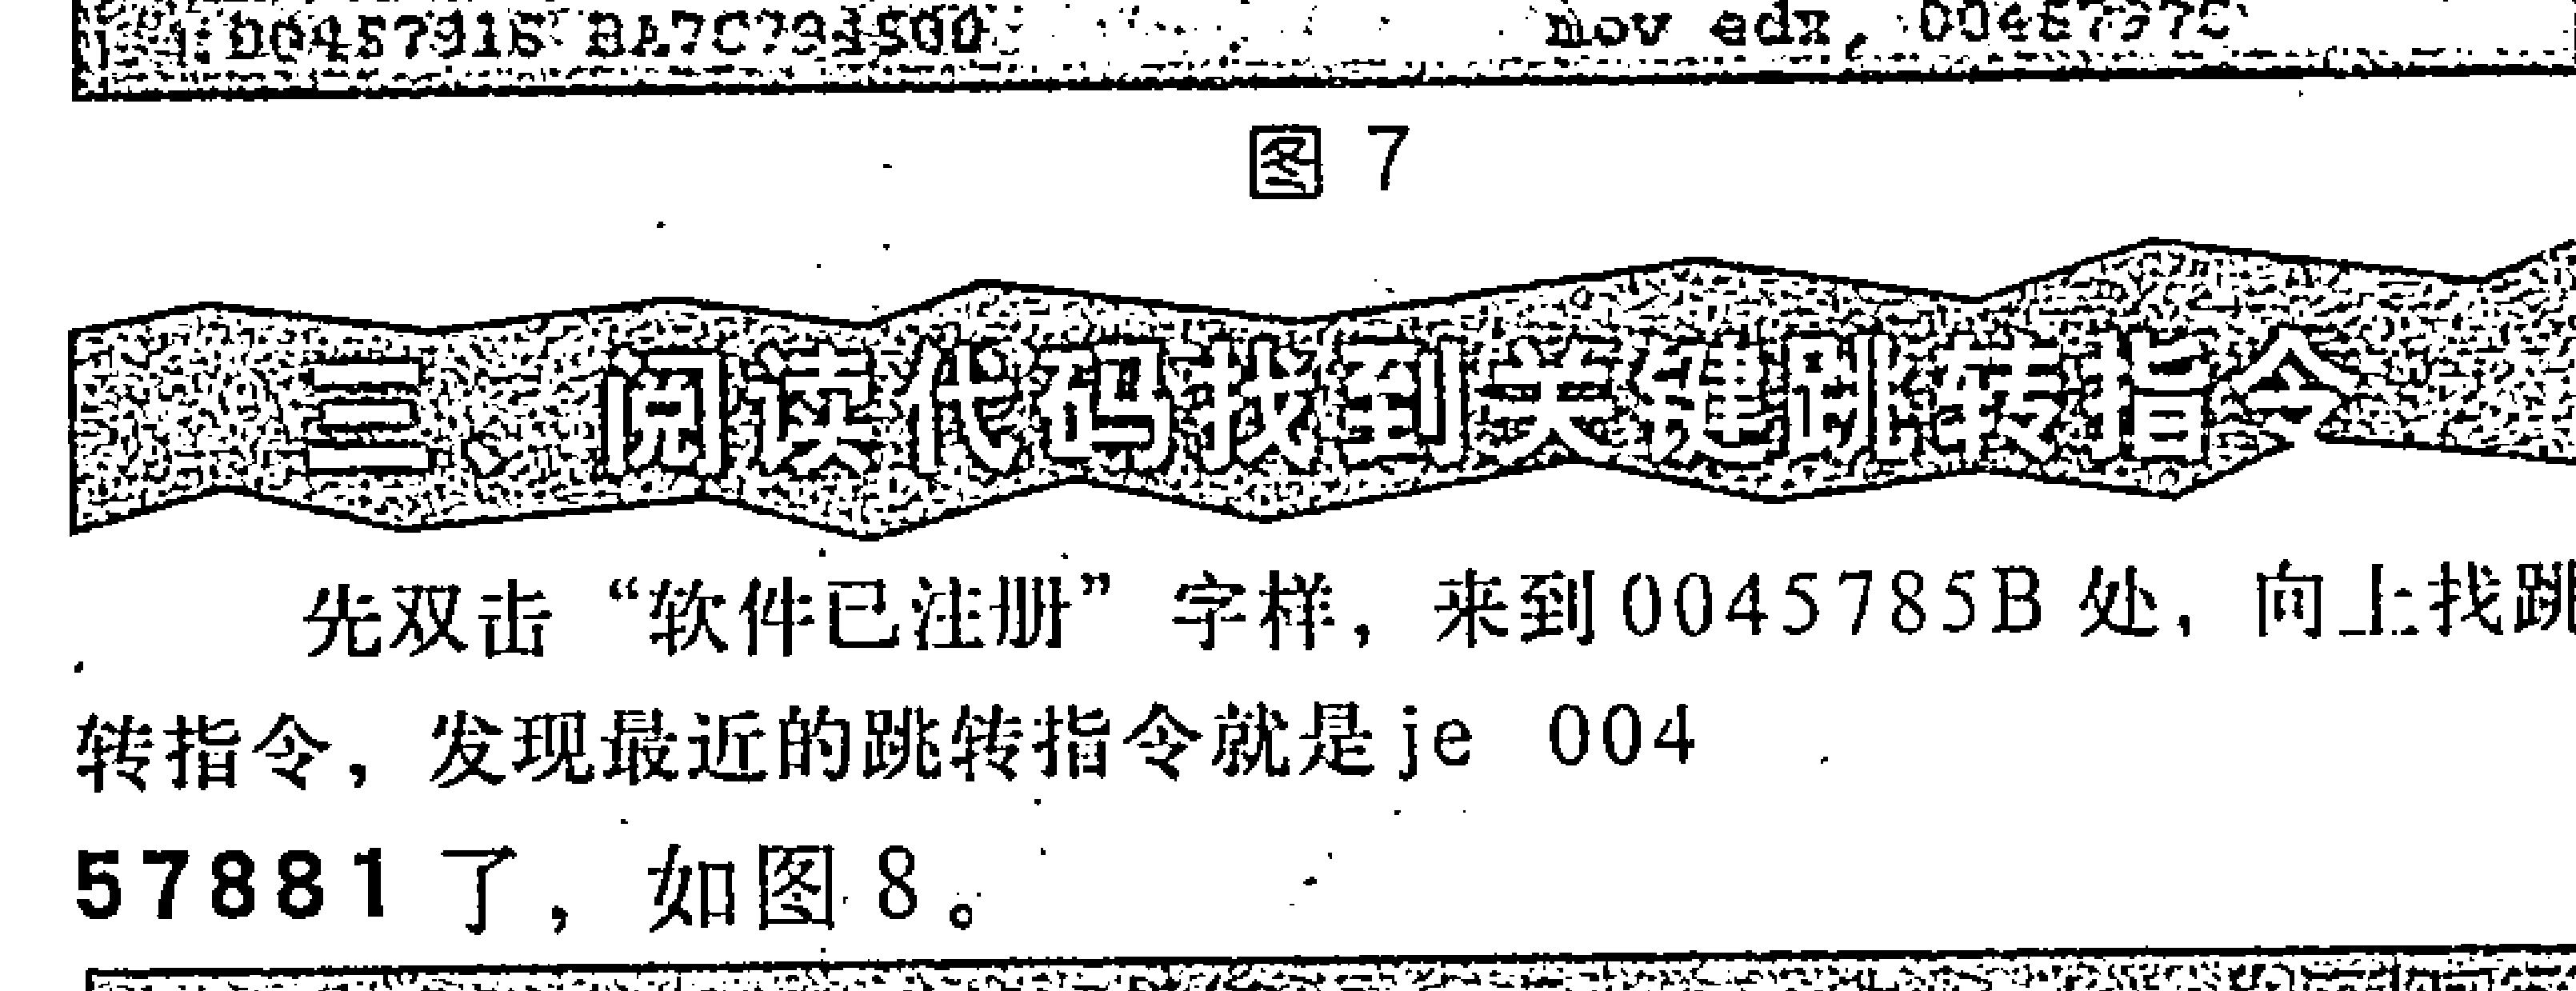 mov edx,
图 7
三、阅读代码找到关键跳转指令
先双击“软件已注册”字样，来到0045785B处，向上找跳
转指令，发现最近的跳转指令就是je 004
57881了，如图8。